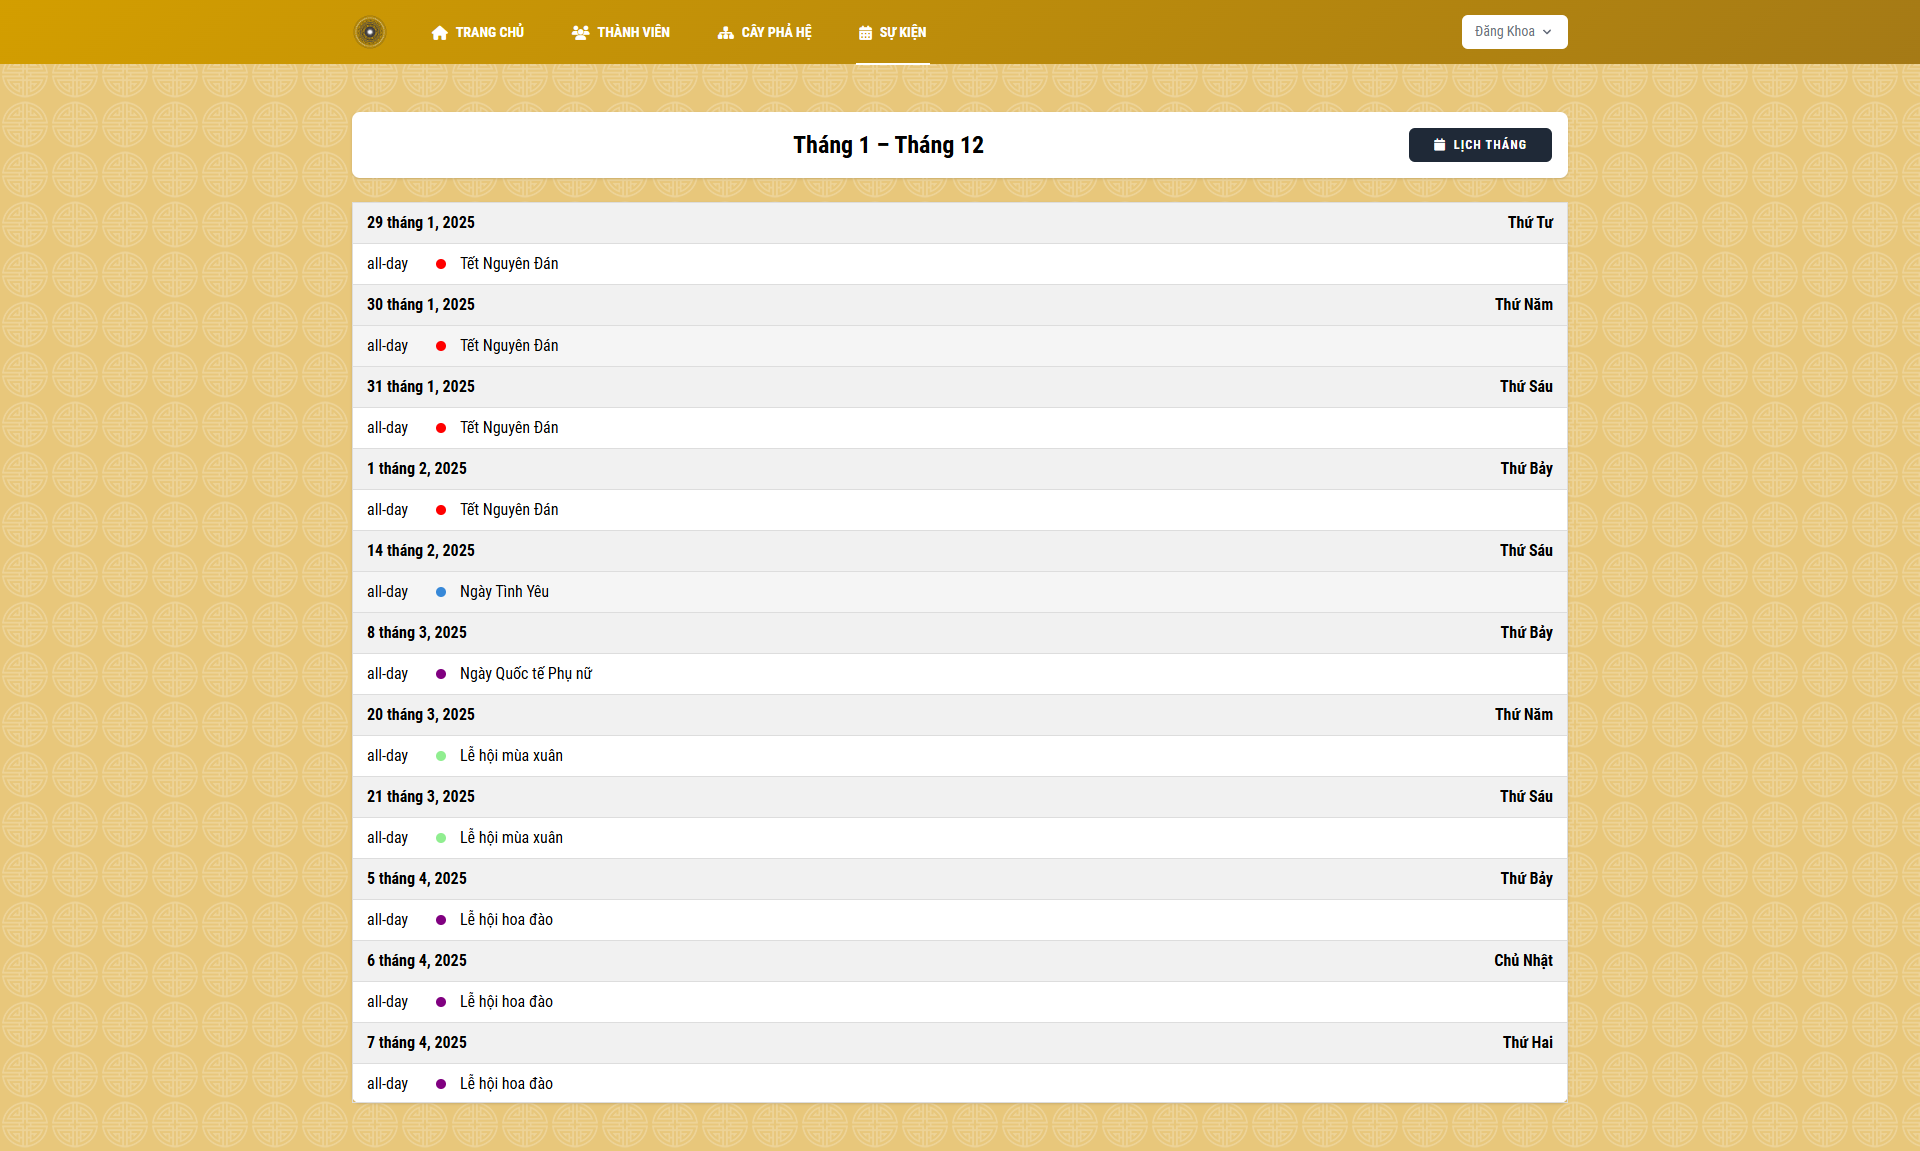 TRANG CHỦ THÀNH VIÊN CÂY PHẢ HỆ SỰ KIỆN Đăng Khoa
Tháng 1 – Tháng 12 LỊCH THÁNG
29 tháng 1, 2025 Thứ Tư
all-day Tết Nguyên Đán
30 tháng 1, 2025 Thứ Năm
all-day Tết Nguyên Đán
31 tháng 1, 2025 Thứ Sáu
all-day Tết Nguyên Đán
1 tháng 2, 2025 Thứ Bảy
all-day Tết Nguyên Đán
14 tháng 2, 2025 Thứ Sáu
all-day Ngày Tình Yêu
8 tháng 3, 2025 Thứ Bảy
all-day Ngày Quốc tế Phụ nữ
20 tháng 3, 2025 Thứ Năm
all-day Lễ hội mùa xuân
21 tháng 3, 2025 Thứ Sáu
all-day Lễ hội mùa xuân
5 tháng 4, 2025 Thứ Bảy
all-day Lễ hội hoa đào
6 tháng 4, 2025 Chủ Nhật
all-day Lễ hội hoa đào
7 tháng 4, 2025 Thứ Hai
all-day Lễ hội hoa đào